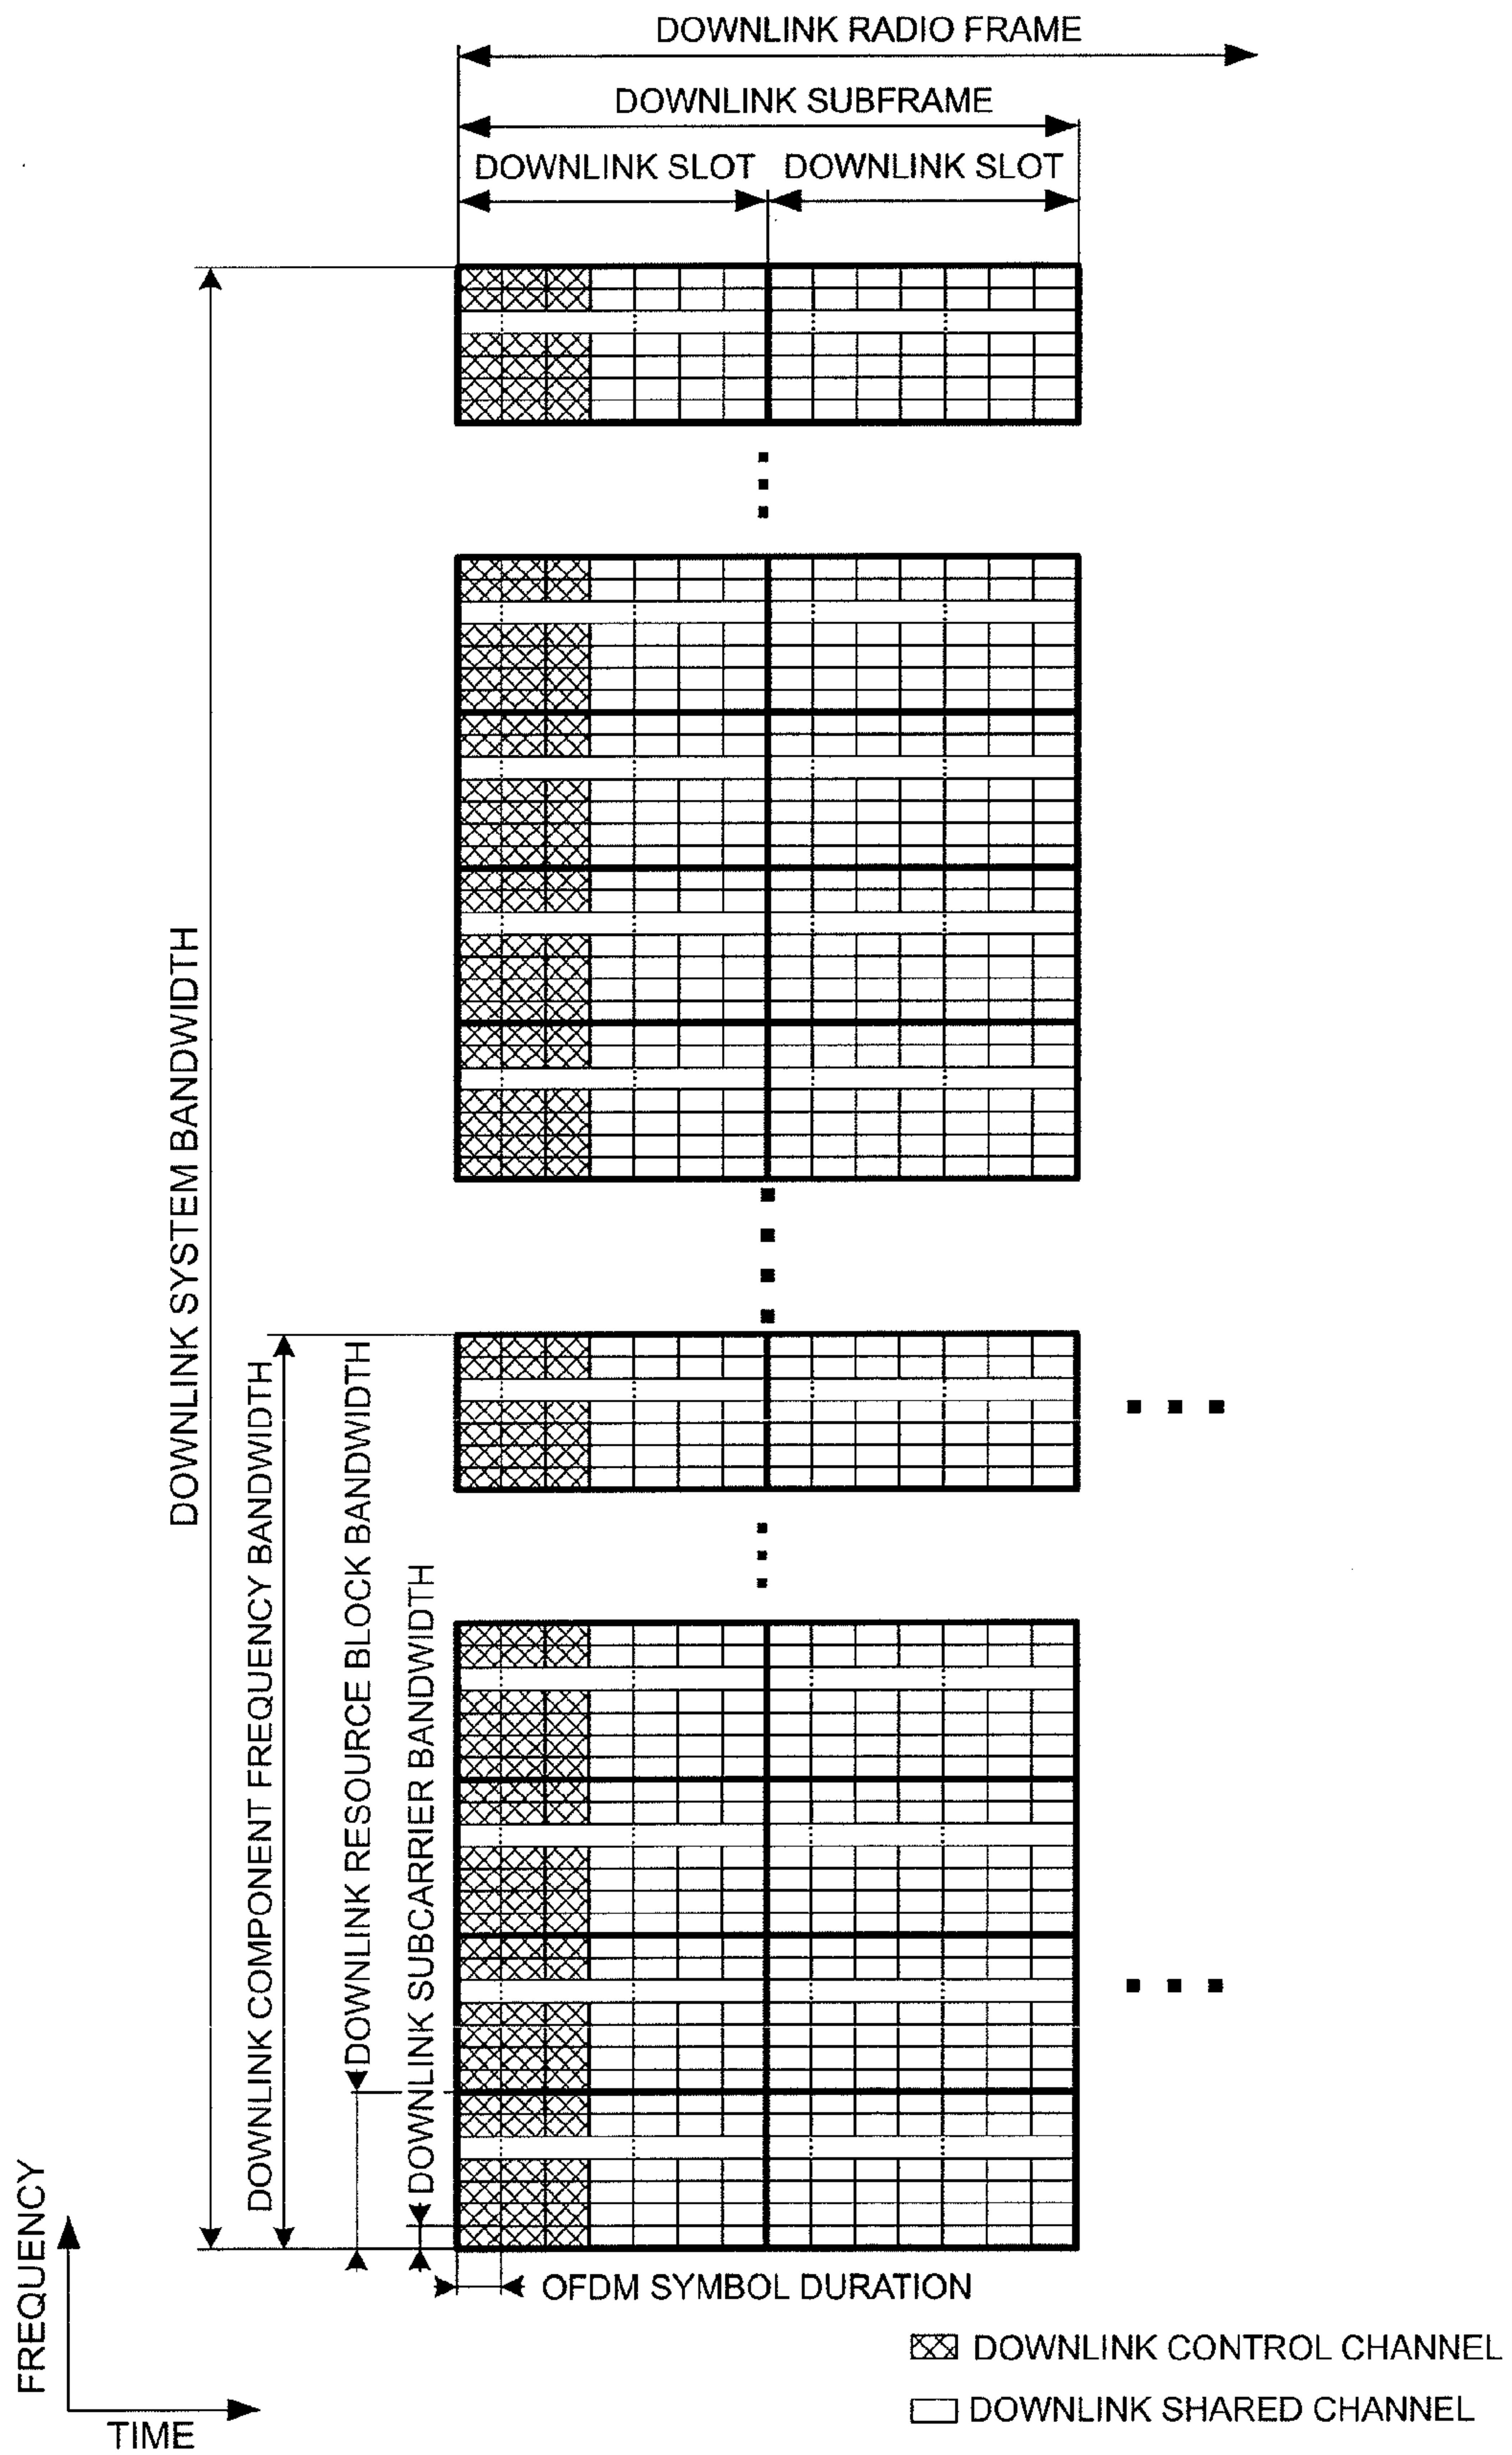 DOWNLINK RADIO FRAME
DOWNLINK SUBFRAME
DOWNLINK SLOT
DOWNLINK SLOT
DOWNLINK SYSTEM BANDWIDTH
DOWNLINK COMPONENT FREQUENCY BANDWIDTH
DOWNLINK RESOURCE BLOCK BANDWIDTH
DOWNLINK SUBCARRIER BANDWIDTH
OFDM SYMBOL DURATION
FREQUENCY
TIME
DOWNLINK CONTROL CHANNEL
DOWNLINK SHARED CHANNEL